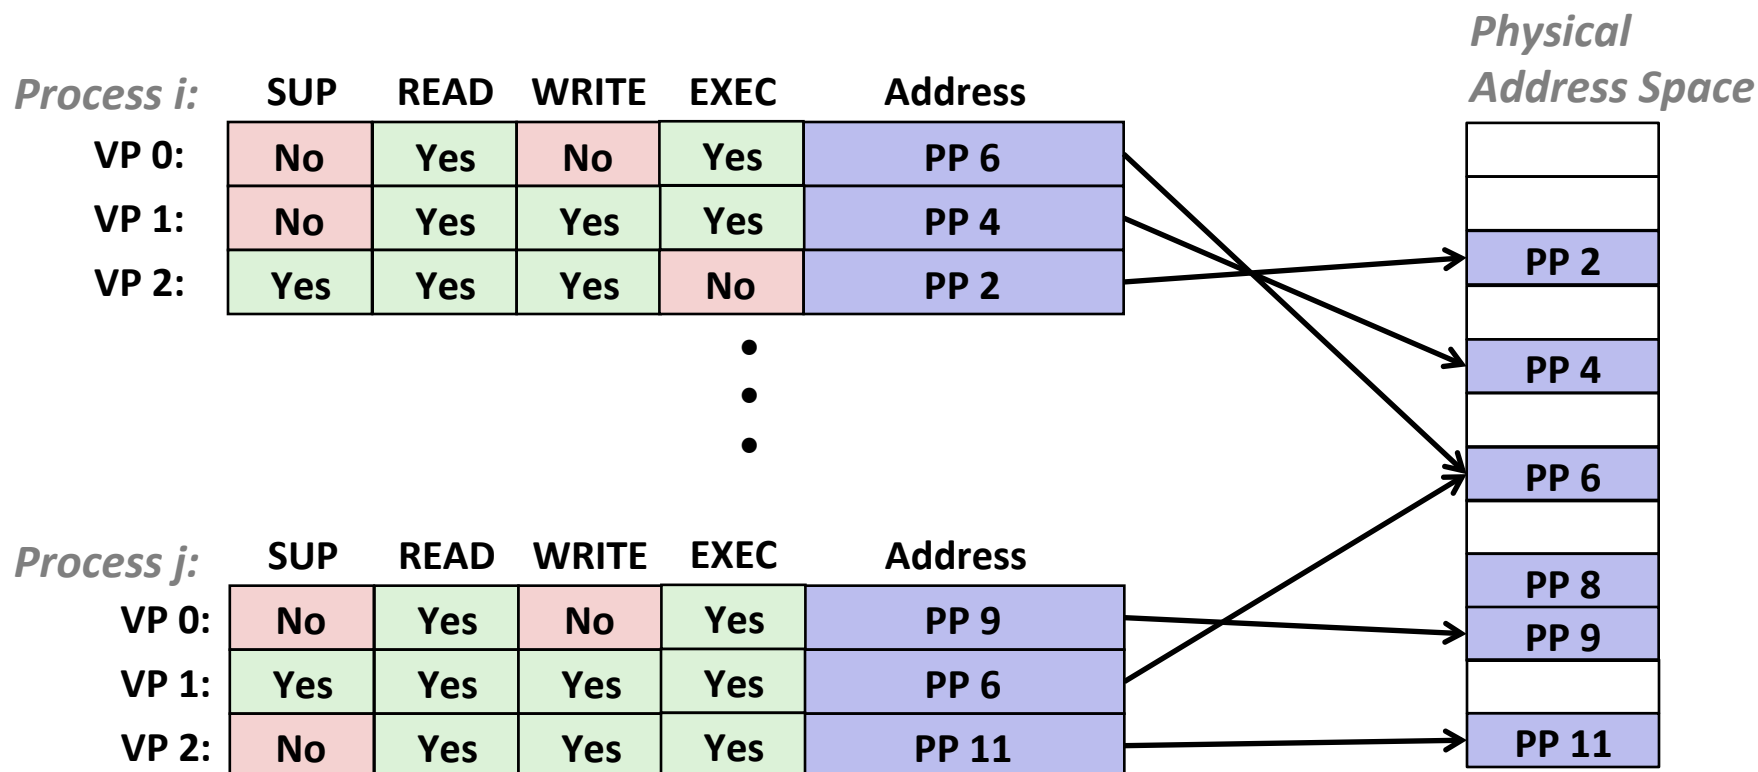 Physical
Address Space
Process i: SUP READ WRITE EXEC Address
VP 0: No Yes No Yes PP 6
VP 1: No Yes Yes Yes PP 4
VP 2: Yes Yes Yes No PP 2
PP 2
PP 4
PP 6
Process j: SUP READ WRITE EXEC Address
VP 0: No Yes No Yes PP 9
VP 1: Yes Yes Yes Yes PP 6
VP 2: No Yes Yes Yes PP 11
PP 8
PP 9
PP 11